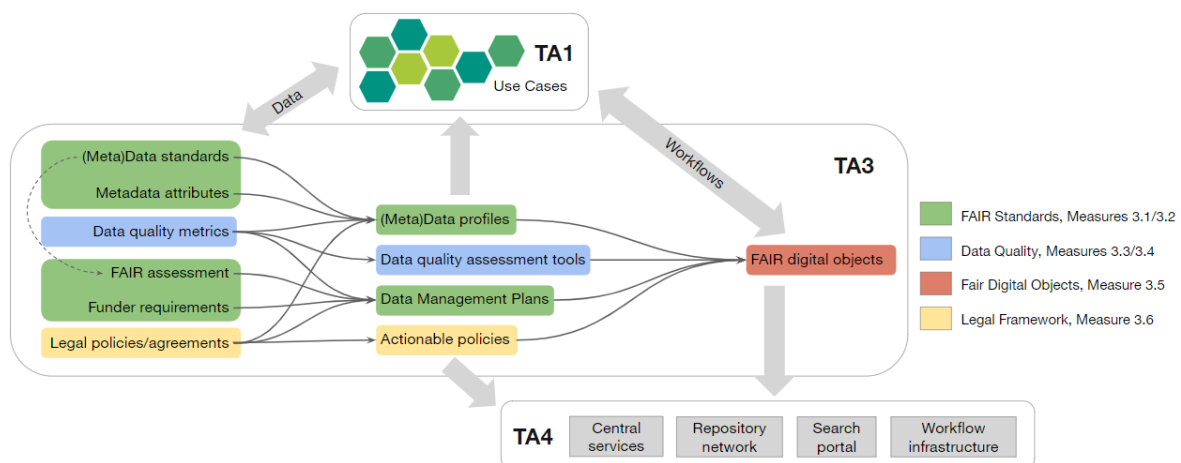 TA1
Use Cases
Data
Workflows
TA3
(Meta)Data standards
Metadata attributes
Data quality metrics
FAIR assessment
Funder requirements
Legal policies/agreements
(Meta)Data profiles
Data quality assessment tools
Data Management Plans
Actionable policies
FAIR digital objects
FAIR Standards, Measures 3.1/3.2
Data Quality, Measures 3.3/3.4
Fair Digital Objects, Measure 3.5
Legal Framework, Measure 3.6
TA4
Central
services
Repository
network
Search
portal
Workflow
infrastructure